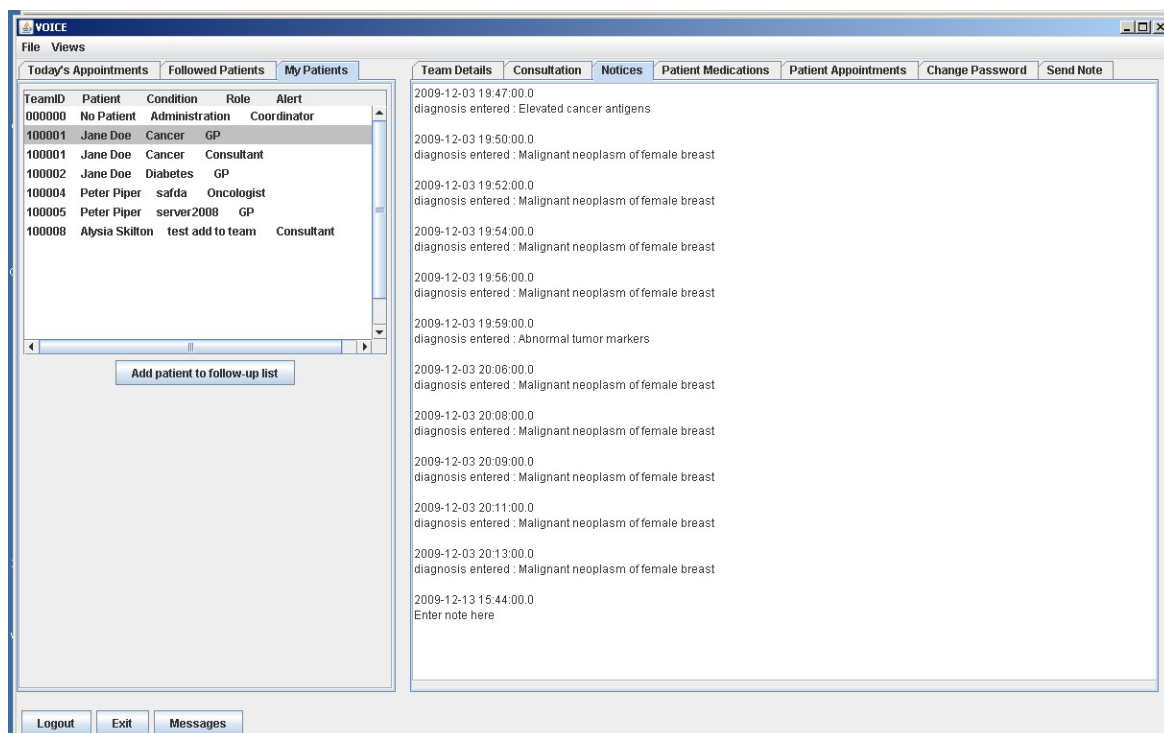 VOICE
File Views
Today's Appointments Followed Patients My Patients
TeamID Patient Condition Role Alert
000000 No Patient Administration Coordinator
100001 Jane Doe Cancer GP
100001 Jane Doe Cancer Consultant
100002 Jane Doe Diabetes GP
100004 Peter Piper safda Oncologist
100005 Peter Piper server2008 GP
100008 Alysia Skilton test add to team Consultant
Add patient to follow-up list
Team Details Consultation Notices Patient Medications Patient Appointments Change Password Send Note
2009-12-03 19:47:00.0
diagnosis entered : Elevated cancer antigens
2009-12-03 19:50:00.0
diagnosis entered : Malignant neoplasm of female breast
2009-12-03 19:52:00.0
diagnosis entered : Malignant neoplasm of female breast
2009-12-03 19:54:00.0
diagnosis entered : Malignant neoplasm of female breast
2009-12-03 19:56:00.0
diagnosis entered : Malignant neoplasm of female breast
2009-12-03 19:59:00.0
diagnosis entered : Abnormal tumor markers
2009-12-03 20:06:00.0
diagnosis entered : Malignant neoplasm of female breast
2009-12-03 20:08:00.0
diagnosis entered : Malignant neoplasm of female breast
2009-12-03 20:09:00.0
diagnosis entered : Malignant neoplasm of female breast
2009-12-03 20:11:00.0
diagnosis entered : Malignant neoplasm of female breast
2009-12-03 20:13:00.0
diagnosis entered : Malignant neoplasm of female breast
2009-12-13 15:44:00.0
Enter note here
Logout Exit Messages